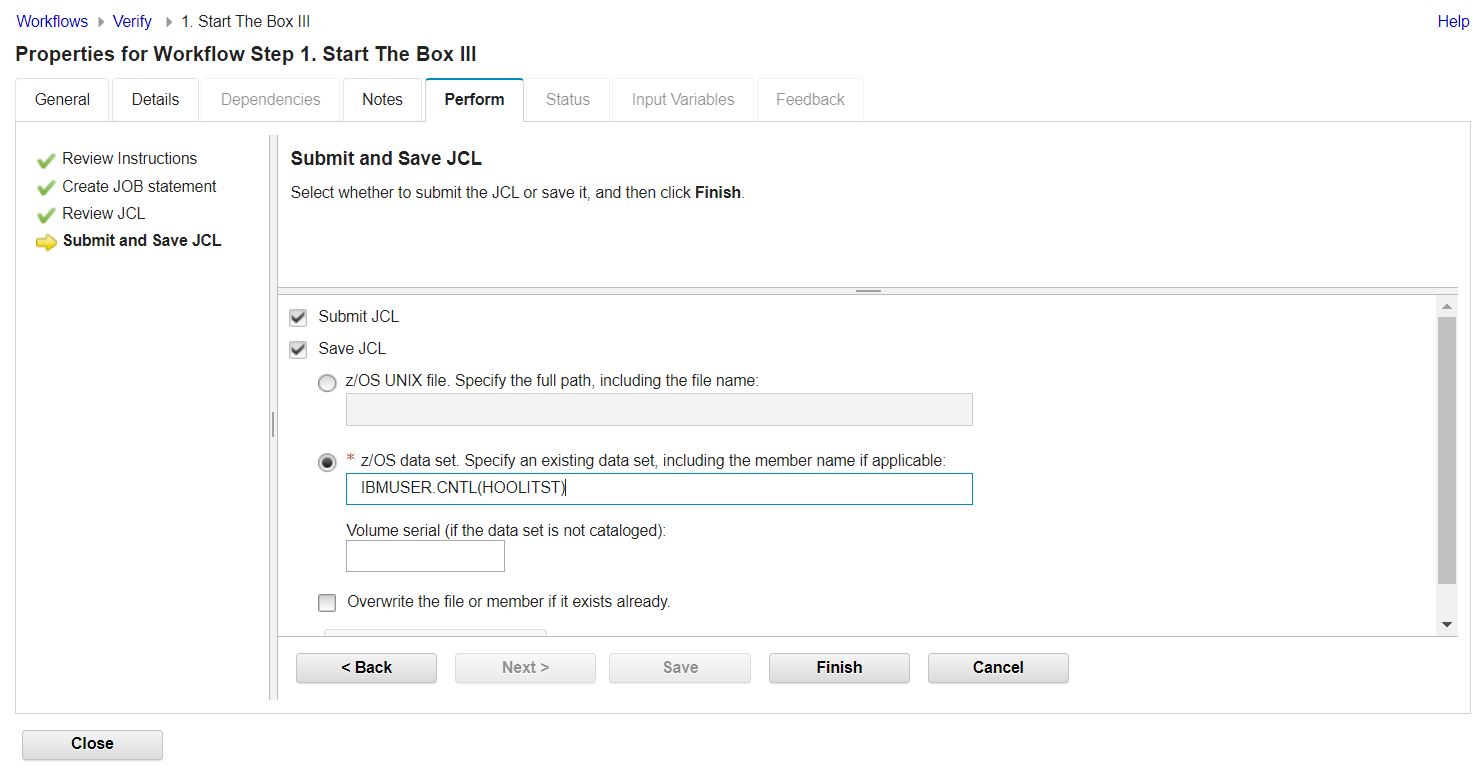 Workflows Verify 1. Start The Box III Help
Properties for Workflow Step 1. Start The Box III
General Details Dependencies Notes Perform Status Input Variables Feedback
Review Instructions
Create JOB statement
Review JCL
Submit and Save JCL
Submit and Save JCL
Select whether to submit the JCL or save it, and then click Finish.
Submit JCL
Save JCL
z/OS UNIX file. Specify the full path, including the file name:
* z/OS data set. Specify an existing data set, including the member name if applicable:
IBMUSER.CNTL(HOOLITST)
Volume serial (if the data set is not cataloged):
Overwrite the file or member if it exists already.
< Back Next > Save Finish Cancel
Close